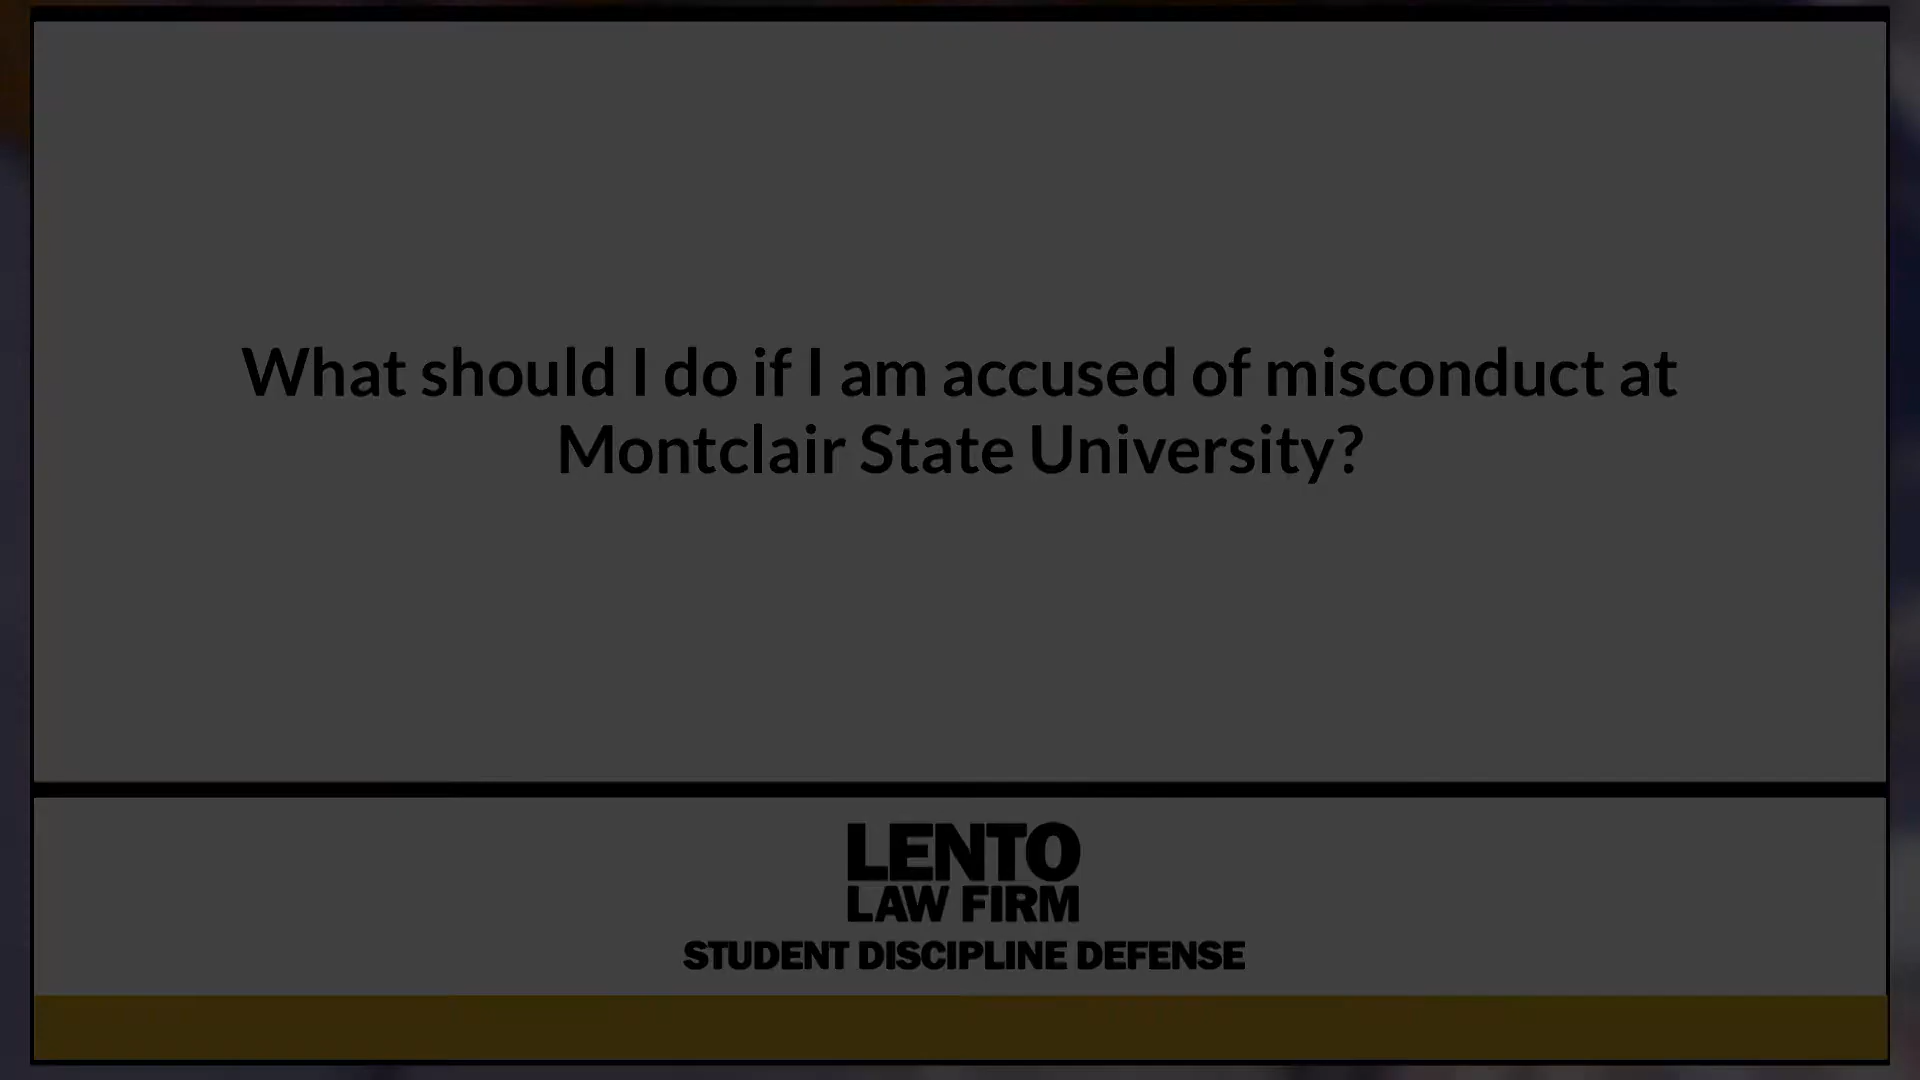 What should I do if I am accused of misconduct at
Montclair State University?
LENTO
LAW FIRM
STUDENT DISCIPLINE DEFENSE